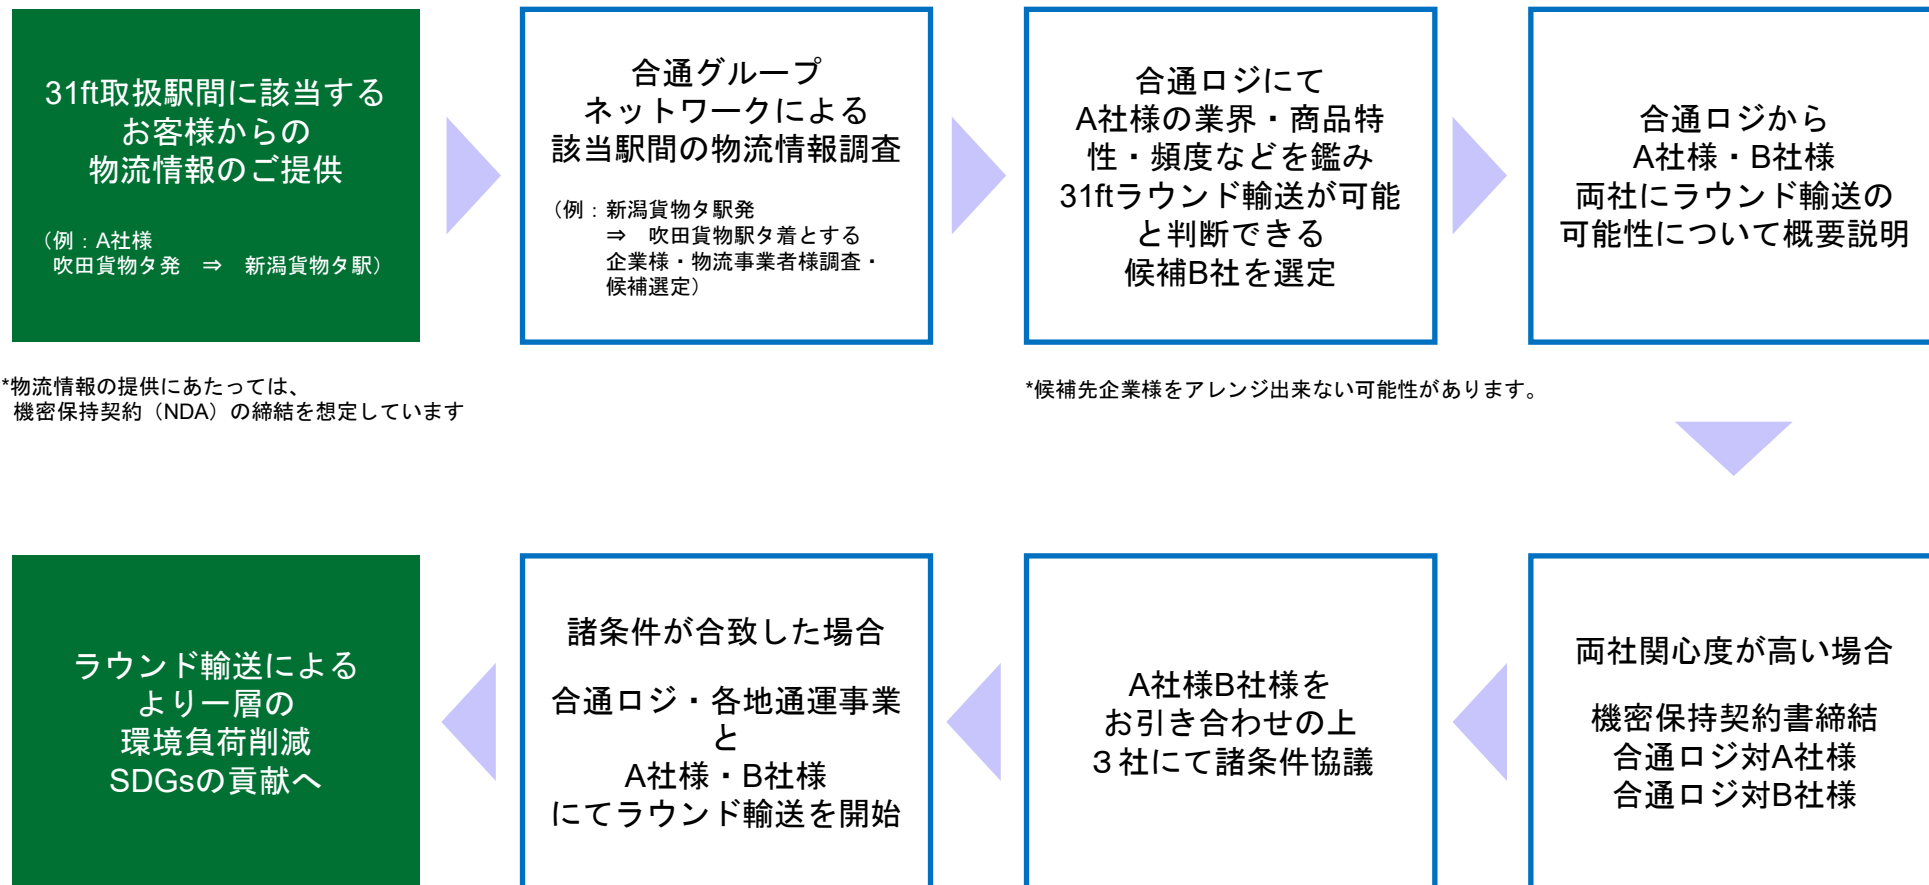 31ft取扱駅間に該当する
お客様からの
物流情報のご提供
（例：A社様
吹田貨物タ発　⇒　新潟貨物タ駅）
*物流情報の提供にあたっては、
機密保持契約（NDA）の締結を想定しています
合通グループ
ネットワークによる
該当駅間の物流情報調査
（例：新潟貨物タ駅発
⇒　吹田貨物駅タ着とする
企業様・物流事業者様調査・
候補選定）
合通ロジにて
A社様の業界・商品特
性・頻度などを鑑み
31ftラウンド輸送が可能
と判断できる
候補B社を選定
*候補先企業様をアレンジ出来ない可能性があります。
合通ロジから
A社様・B社様
両社にラウンド輸送の
可能性について概要説明
両社関心度が高い場合
機密保持契約書締結
合通ロジ対A社様
合通ロジ対B社様
A社様B社様を
お引き合わせの上
３社にて諸条件協議
諸条件が合致した場合
合通ロジ・各地通運事業
と
A社様・B社様
にてラウンド輸送を開始
ラウンド輸送による
より一層の
環境負荷削減
SDGsの貢献へ